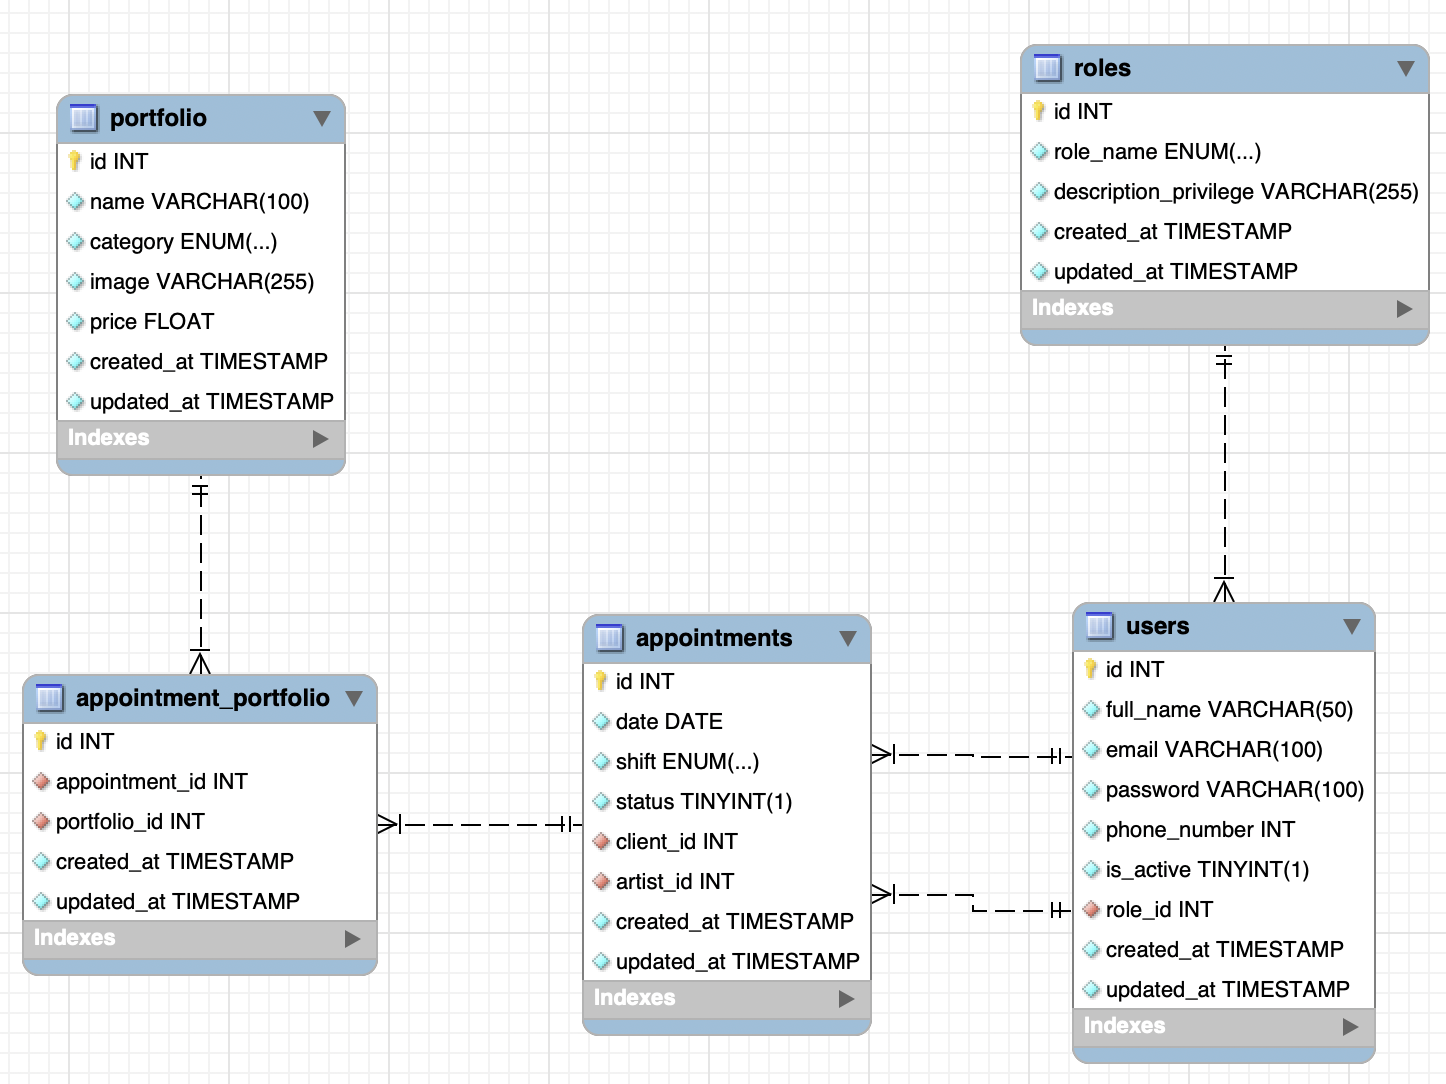 portfolio
id INT
name VARCHAR(100)
category ENUM(...)
image VARCHAR(255)
price FLOAT
created_at TIMESTAMP
updated_at TIMESTAMP
Indexes
roles
id INT
role_name ENUM(...)
description_privilege VARCHAR(255)
created_at TIMESTAMP
updated_at TIMESTAMP
Indexes
appointment_portfolio
id INT
appointment_id INT
portfolio_id INT
created_at TIMESTAMP
updated_at TIMESTAMP
Indexes
appointments
id INT
date DATE
shift ENUM(...)
status TINYINT(1)
client_id INT
artist_id INT
created_at TIMESTAMP
updated_at TIMESTAMP
Indexes
users
id INT
full_name VARCHAR(50)
email VARCHAR(100)
password VARCHAR(100)
phone_number INT
is_active TINYINT(1)
role_id INT
created_at TIMESTAMP
updated_at TIMESTAMP
Indexes